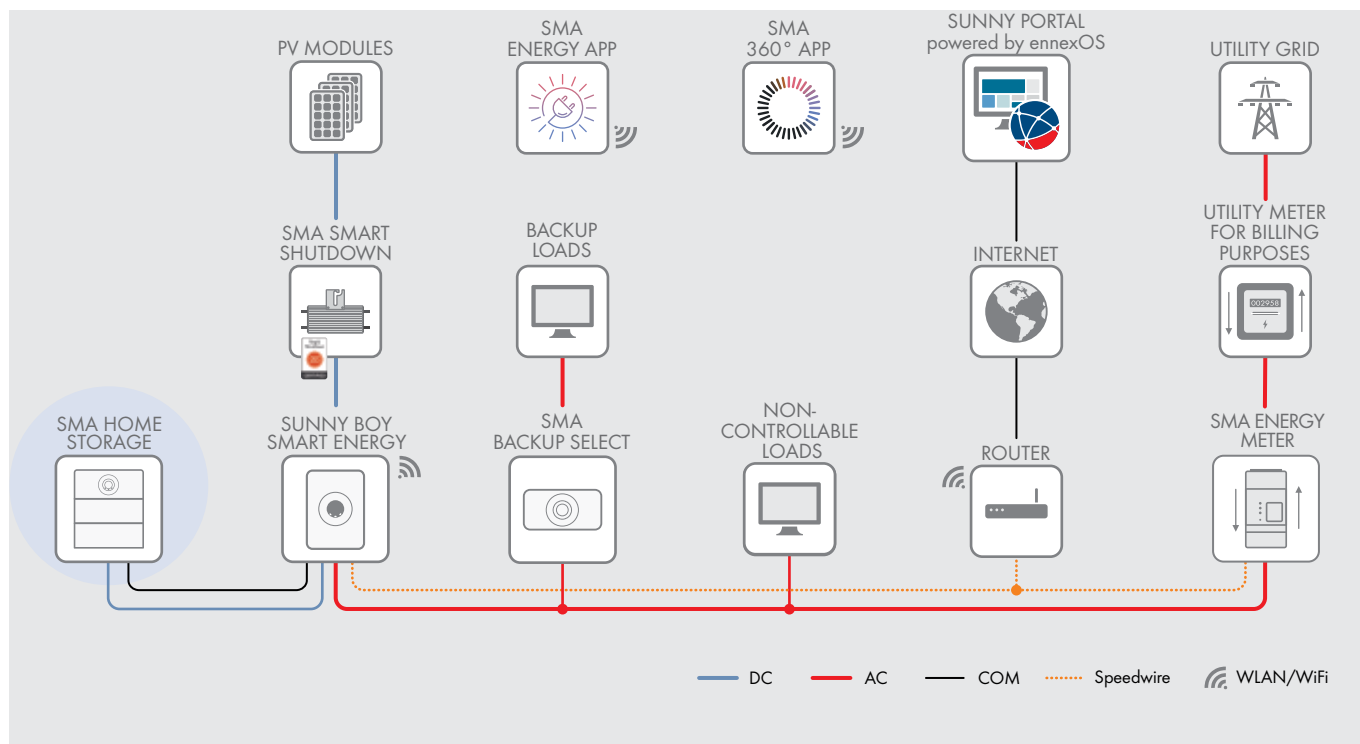 PV MODULES
SMA
ENERGY APP
SMA
360° APP
SUNNY PORTAL
powered by ennexOS
UTILITY GRID
SMA SMART
SHUTDOWN
BACKUP
LOADS
INTERNET
UTILITY METER
FOR BILLING
PURPOSES
002958
SMA HOME
STORAGE
SUNNY BOY
SMART ENERGY
SMA
BACKUP SELECT
NON-
CONTROLLABLE
LOADS
ROUTER
SMA ENERGY
METER
DC
AC
COM
Speedwire
WLAN/WiFi